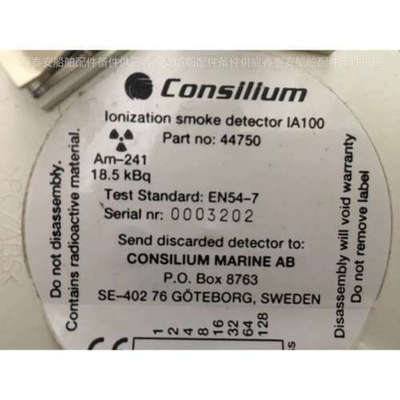 Consilium
Ionization smoke detector IA100
Part no: 44750
Am-241
18.5 kBq
Test Standard: EN54-7
Serial nr: 0003202
Send discarded detector to:
CONSILIUM MARINE AB
P.O. Box 8763
SE-402 76 GÖTEBORG, SWEDEN
1 2 4 8 16 32 64 128
CE
Do not disassembly.
Contains radioactive material.
Disassembly will void warranty
Do not remove label